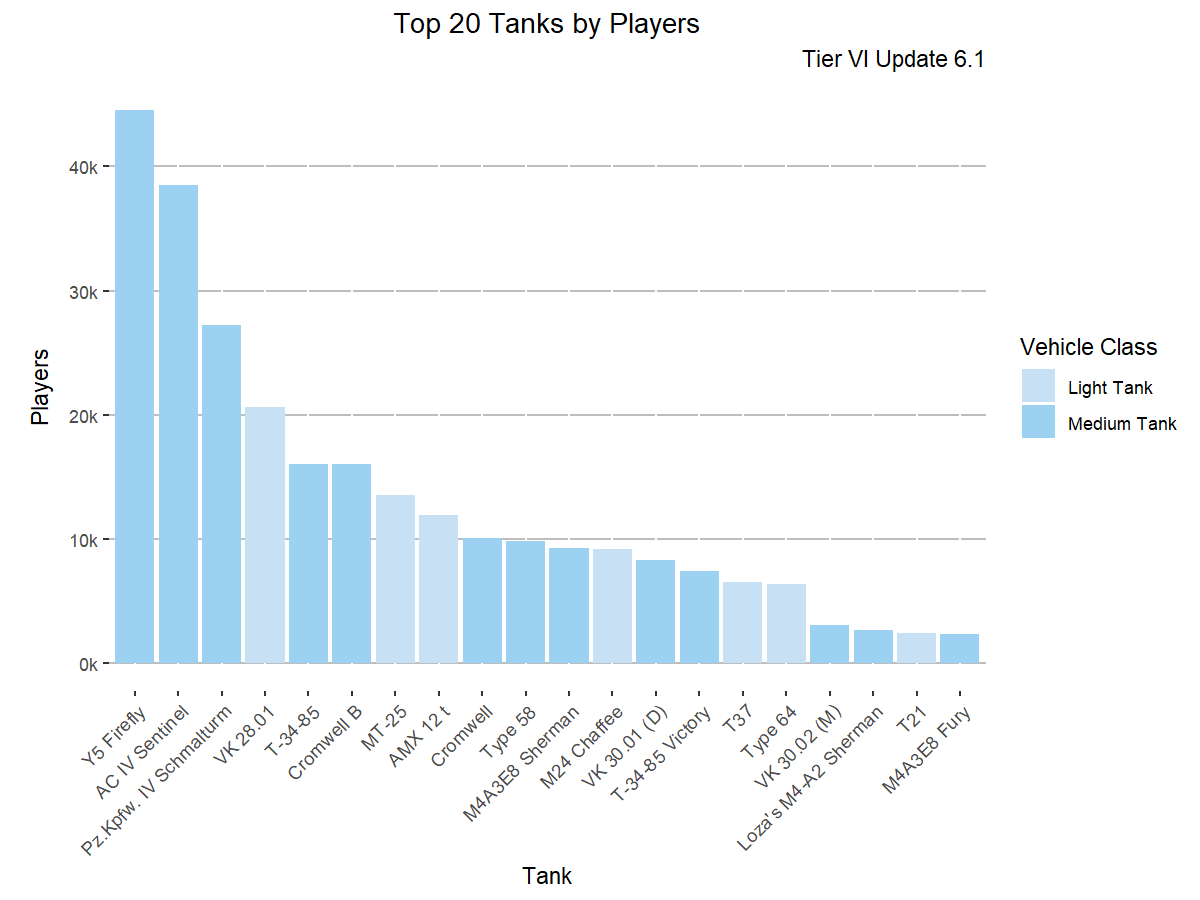 Top 20 Tanks by Players
Tier VI Update 6.1
40k
30k
20k
10k
0k
Players
Y5 Firefly
AC IV Sentinel
Pz.Kpfw. IV Schmalturm
VK 28.01
T-34-85
Cromwell B
MT-25
AMX 12 t
Cromwell
Type 58
M4A3E8 Sherman
M24 Chaffee
VK 30.01 (D)
T-34-85 Victory
T37
Type 64
VK 30.02 (M)
Loza's M4-A2 Sherman
T21
M4A3E8 Fury
Tank
Vehicle Class
Light Tank
Medium Tank